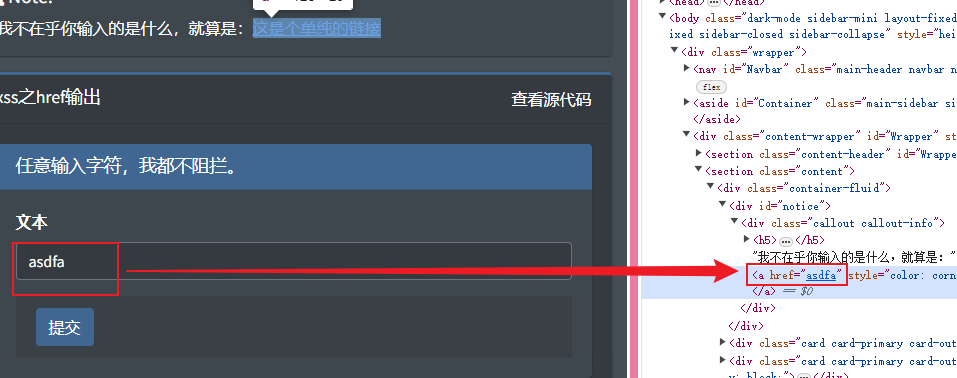 Note:
我不在乎你输入的是什么，就算是：这是个单纯的链接
xss之href输出
查看源代码
任意输入字符，我都不阻拦。
文本
asdfa
提交
<head>…</head>
<body class="dark-mode sidebar-mini layout-fixed
ixed sidebar-closed sidebar-collapse" style="hei
<div class="wrapper">
<nav id="Navbar" class="main-header navbar n
flex
<aside id="Container" class="main-sidebar si
</aside>
<div class="content-wrapper" id="Wrapper" st
<section class="content-header" id="Wrappe
<section class="content">
<div class="container-fluid">
<div id="notice">
<div class="callout callout-info">
<h5>…</h5>
"我不在乎你输入的是什么，就算是："
<a href="asdfa" style="color: corn
</a> == $0
</div>
</div>
<div class="card card-primary card-out
<div class="card card-primary card-out